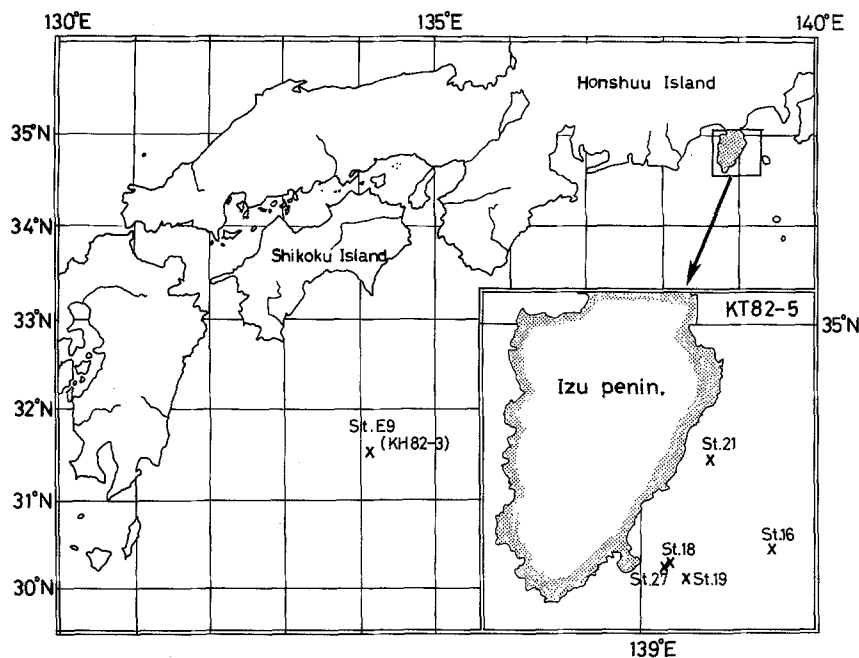 130°E
135°E
140°E
Honshuu Island
35°N
34°N
Shikoku Island
33°N
KT82-5
35°N
32°N
Izu penin.
St.E9
(KH82-3)
St.21
31°N
St.16
St.18
30°N
St.27
St.19
139°E